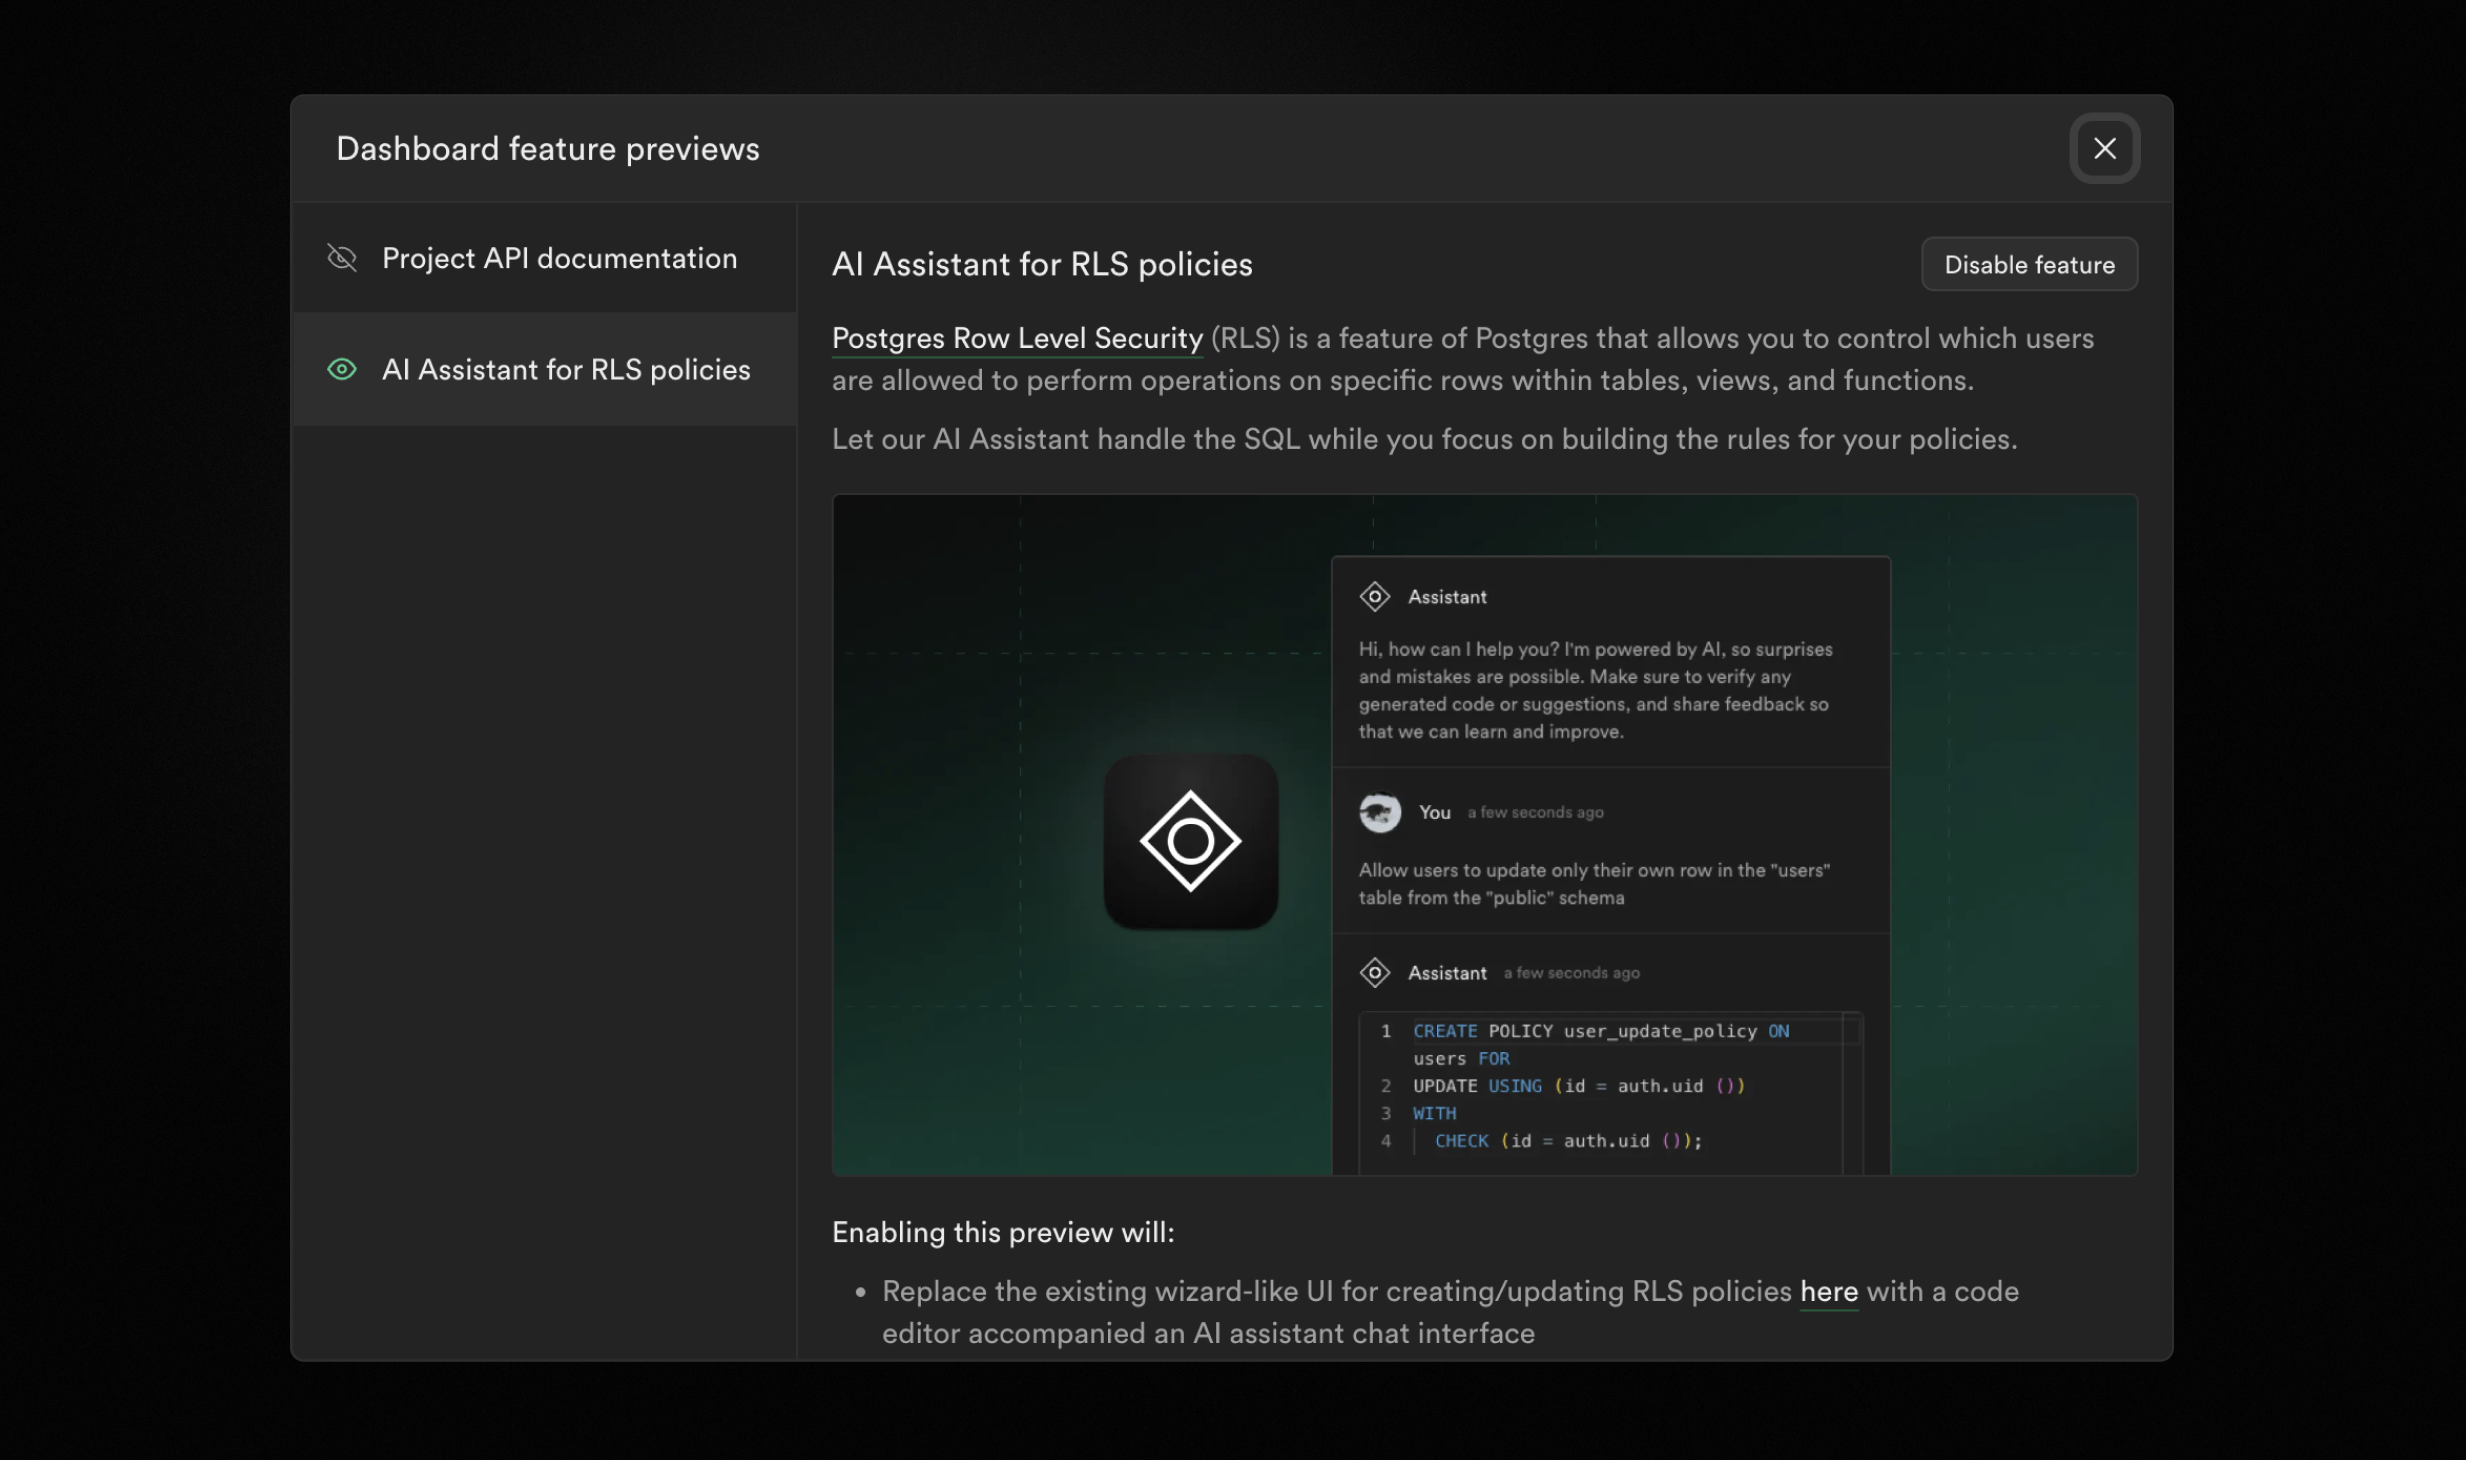 Dashboard feature previews
Project API documentation
AI Assistant for RLS policies
AI Assistant for RLS policies
Disable feature
Postgres Row Level Security (RLS) is a feature of Postgres that allows you to control which users
are allowed to perform operations on specific rows within tables, views, and functions.
Let our AI Assistant handle the SQL while you focus on building the rules for your policies.
Assistant
Hi, how can I help you? I'm powered by AI, so surprises
and mistakes are possible. Make sure to verify any
generated code or suggestions, and share feedback so
that we can learn and improve.
You a few seconds ago
Allow users to update only their own row in the "users"
table from the "public" schema
Assistant a few seconds ago
1 CREATE POLICY user_update_policy ON
users FOR
2 UPDATE USING (id = auth.uid ())
3 WITH
4 CHECK (id = auth.uid ());
Enabling this preview will:
• Replace the existing wizard-like UI for creating/updating RLS policies here with a code
editor accompanied an AI assistant chat interface